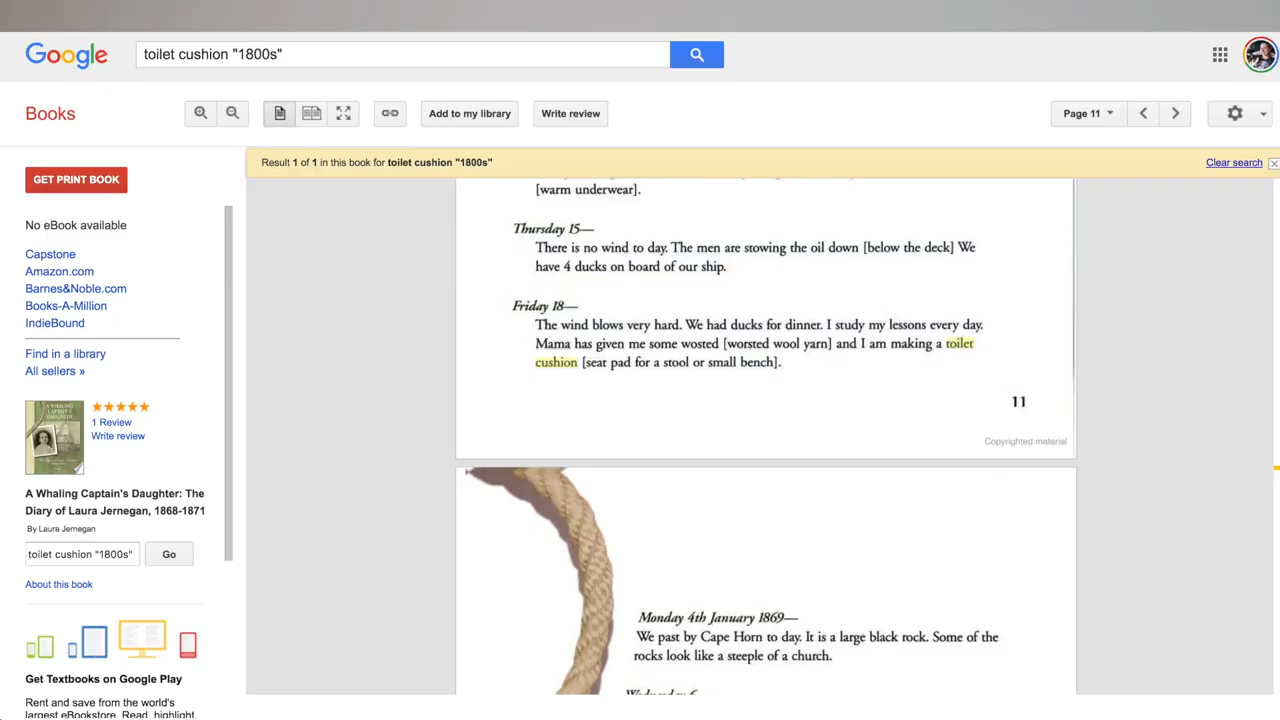 Google
toilet cushion "1800s"
Books
Add to my library
Write review
Page 11
Result 1 of 1 in this book for toilet cushion "1800s"
Clear search
GET PRINT BOOK
No eBook available
Capstone
Amazon.com
Barnes&Noble.com
Books-A-Million
IndieBound
Find in a library
All sellers »
1 Review
Write review
A WHALING
CAPTAIN'S
DAUGHTER
A Whaling Captain's Daughter: The
Diary of Laura Jernegan, 1868-1871
By Laura Jernegan
toilet cushion "1800s"
Go
About this book
Get Textbooks on Google Play
Rent and save from the world's
largest eBookstore. Read, highlight,
[warm underwear].
Thursday 15—
There is no wind to day. The men are stowing the oil down [below the deck] We
have 4 ducks on board of our ship.
Friday 18—
The wind blows very hard. We had ducks for dinner. I study my lessons every day.
Mama has given me some wosted [worsted wool yarn] and I am making a toilet
cushion [seat pad for a stool or small bench].
11
Copyrighted material
Monday 4th January 1869—
We past by Cape Horn to day. It is a large black rock. Some of the
rocks look like a steeple of a church.
Wednesday 6